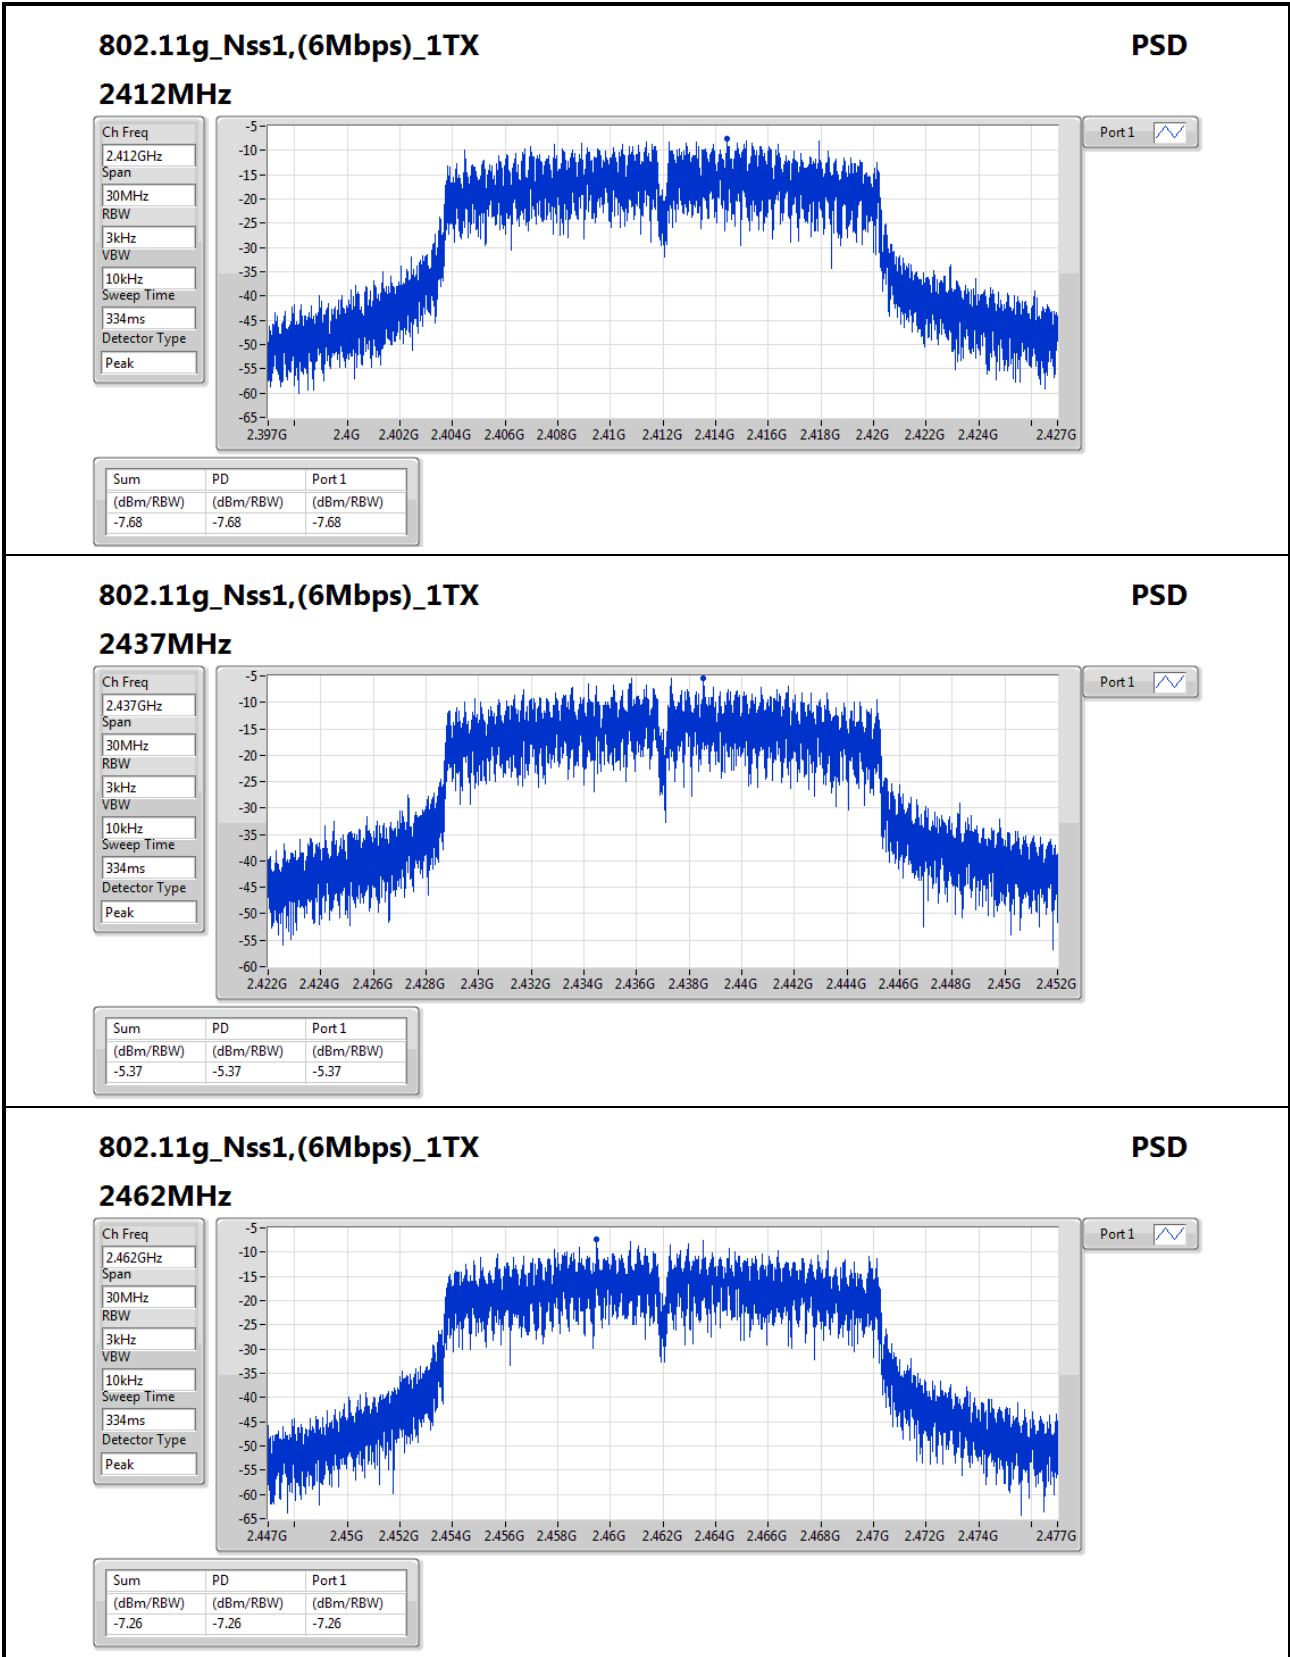 802.11g_Nss1,(6Mbps)_1TX PSD
2412MHz
Ch Freq
2.412GHz
Span
30MHz
RBW
3kHz
VBW
10kHz
Sweep Time
334ms
Detector Type
Peak
-5
-10
-15
-20
-25
-30
-35
-40
-45
-50
-55
-60
-65
2.397G 2.4G 2.402G 2.404G 2.406G 2.408G 2.41G 2.412G 2.414G 2.416G 2.418G 2.42G 2.422G 2.424G 2.427G
Port 1
Sum PD Port 1
(dBm/RBW) (dBm/RBW) (dBm/RBW)
-7.68 -7.68 -7.68
802.11g_Nss1,(6Mbps)_1TX PSD
2437MHz
Ch Freq
2.437GHz
Span
30MHz
RBW
3kHz
VBW
10kHz
Sweep Time
334ms
Detector Type
Peak
-5
-10
-15
-20
-25
-30
-35
-40
-45
-50
-55
-60
2.422G 2.424G 2.426G 2.428G 2.43G 2.432G 2.434G 2.436G 2.438G 2.44G 2.442G 2.444G 2.446G 2.448G 2.45G 2.452G
Port 1
Sum PD Port 1
(dBm/RBW) (dBm/RBW) (dBm/RBW)
-5.37 -5.37 -5.37
802.11g_Nss1,(6Mbps)_1TX PSD
2462MHz
Ch Freq
2.462GHz
Span
30MHz
RBW
3kHz
VBW
10kHz
Sweep Time
334ms
Detector Type
Peak
-5
-10
-15
-20
-25
-30
-35
-40
-45
-50
-55
-60
-65
2.447G 2.45G 2.452G 2.454G 2.456G 2.458G 2.46G 2.462G 2.464G 2.466G 2.468G 2.47G 2.472G 2.474G 2.477G
Port 1
Sum PD Port 1
(dBm/RBW) (dBm/RBW) (dBm/RBW)
-7.26 -7.26 -7.26